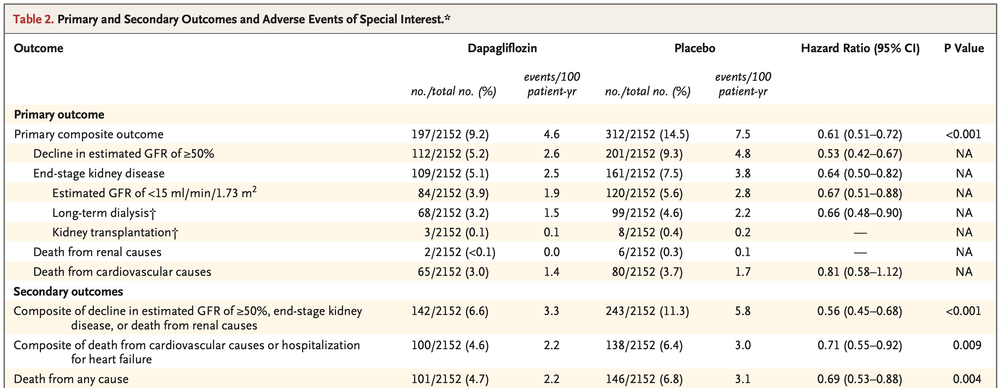 Table 2. Primary and Secondary Outcomes and Adverse Events of Special Interest.*
Outcome Dapagliflozin Placebo Hazard Ratio (95% CI) P Value
no./total no. (%) events/100 patient-yr no./total no. (%) events/100 patient-yr
Primary outcome
Primary composite outcome 197/2152 (9.2) 4.6 312/2152 (14.5) 7.5 0.61 (0.51–0.72) <0.001
Decline in estimated GFR of ≥50% 112/2152 (5.2) 2.6 201/2152 (9.3) 4.8 0.53 (0.42–0.67) NA
End-stage kidney disease 109/2152 (5.1) 2.5 161/2152 (7.5) 3.8 0.64 (0.50–0.82) NA
Estimated GFR of <15 ml/min/1.73 m² 84/2152 (3.9) 1.9 120/2152 (5.6) 2.8 0.67 (0.51–0.88) NA
Long-term dialysis† 68/2152 (3.2) 1.5 99/2152 (4.6) 2.2 0.66 (0.48–0.90) NA
Kidney transplantation† 3/2152 (0.1) 0.1 8/2152 (0.4) 0.2 — NA
Death from renal causes 2/2152 (<0.1) 0.0 6/2152 (0.3) 0.1 — NA
Death from cardiovascular causes 65/2152 (3.0) 1.4 80/2152 (3.7) 1.7 0.81 (0.58–1.12) NA
Secondary outcomes
Composite of decline in estimated GFR of ≥50%, end-stage kidney 142/2152 (6.6) 3.3 243/2152 (11.3) 5.8 0.56 (0.45–0.68) <0.001
disease, or death from renal causes
Composite of death from cardiovascular causes or hospitalization 100/2152 (4.6) 2.2 138/2152 (6.4) 3.0 0.71 (0.55–0.92) 0.009
for heart failure
Death from any cause 101/2152 (4.7) 2.2 146/2152 (6.8) 3.1 0.69 (0.53–0.88) 0.004